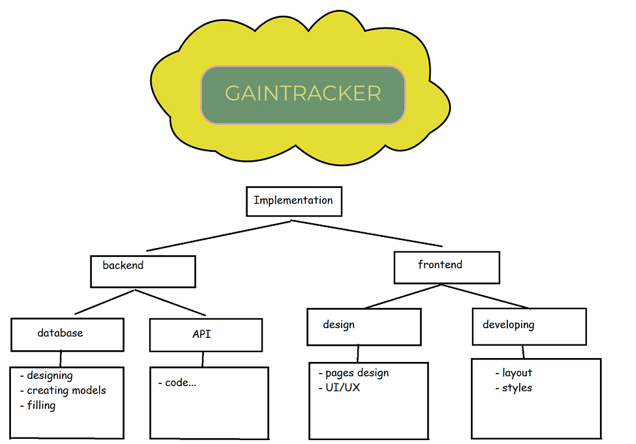 GAINTRACKER
Implementation
backend
frontend
database
API
design
developing
- designing
- creating models
- filling
- code...
- pages design
- UI/UX
- layout
- styles